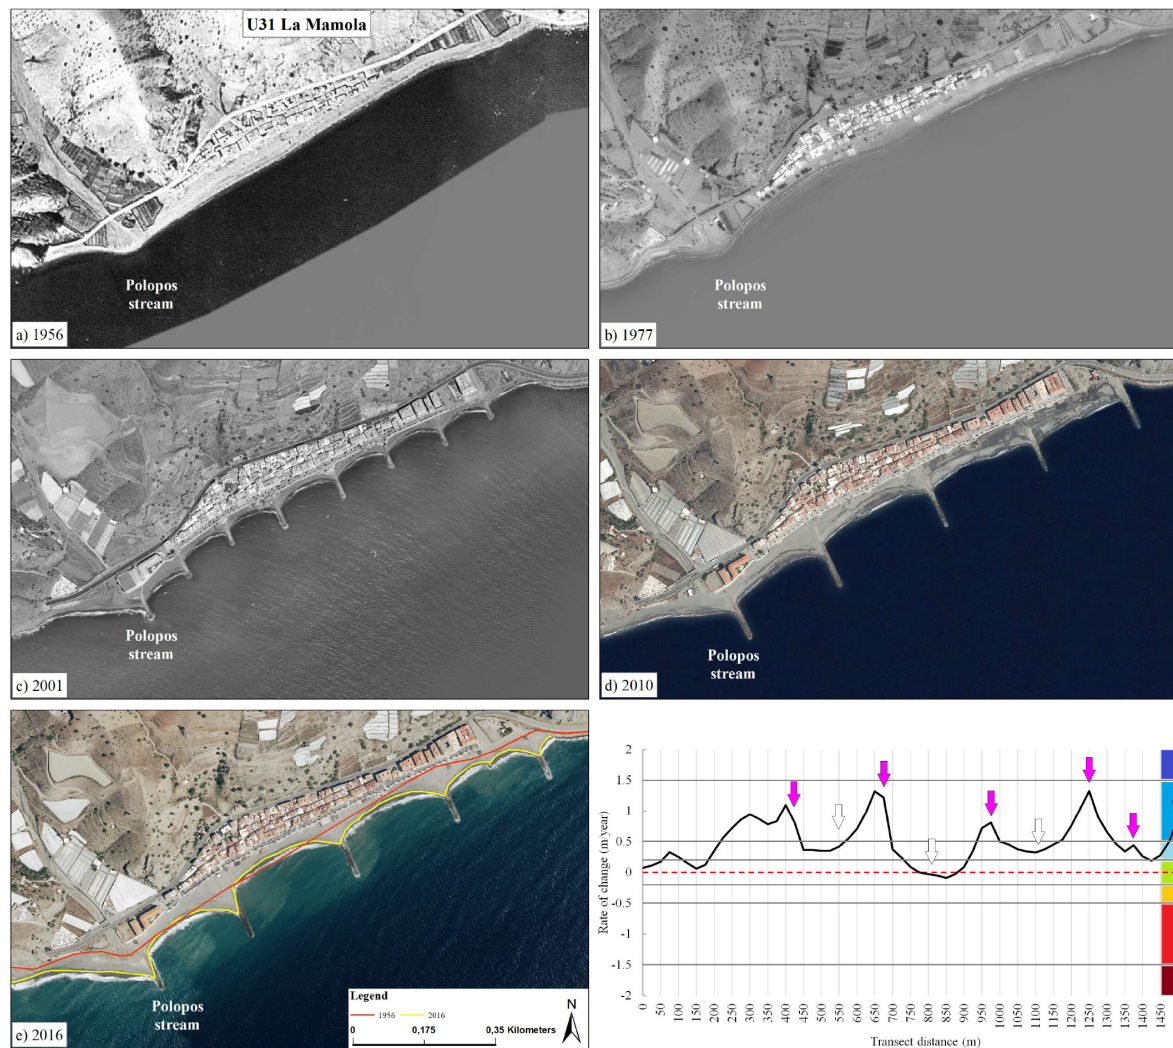 U31 La Mamola
Polopos
stream
a) 1956
Polopos
stream
b) 1977
Polopos
stream
c) 2001
Polopos
stream
d) 2010
Polopos
stream
e) 2016
Legend
1956 2016
0 0,175 0,35 Kilometers
N
Rate of change (m/year)
2
1.5
1
0.5
0
-0.5
-1
-1.5
-2
0 50 100 150 200 250 300 350 400 450 500 550 600 650 700 750 800 850 900 950 1000 1050 1100 1150 1200 1250 1300 1350 1400 1450
Transect distance (m)